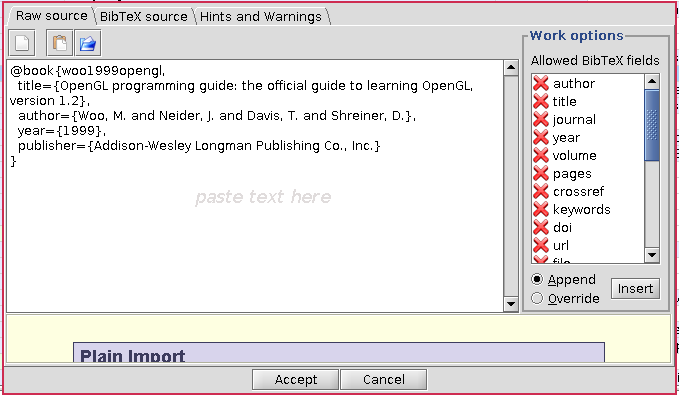 Raw source
BibTeX source
Hints and Warnings
@book{woo1999opengl,
title={OpenGL programming guide: the official guide to learning OpenGL,
version 1.2},
author={Woo, M. and Neider, J. and Davis, T. and Shreiner, D.},
year={1999},
publisher={Addison-Wesley Longman Publishing Co., Inc.}
}
paste text here
Work options
Allowed BibTeX fields
author
title
journal
year
volume
pages
crossref
keywords
doi
url
file
Append
Override
Insert
Plain Import
Accept
Cancel